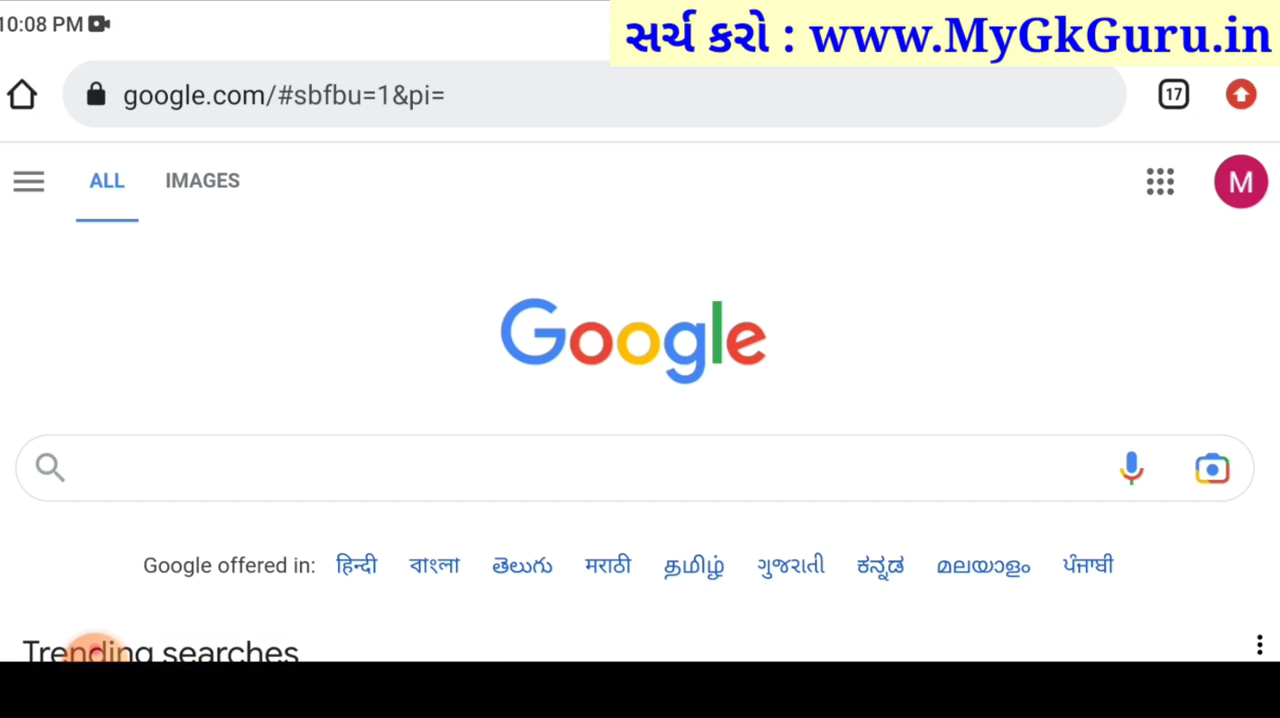 10:08 PM
સર્ચ કરો : www.MyGkGuru.in
google.com/#sbfbu=1&pi=
17
ALL IMAGES
M
Google
Google offered in: हिन्दी বাংলা తెలుగు मराठी தமிழ் ગુજરાતી ಕನ್ನಡ മലയാളം ਪੰਜਾਬੀ
Trending searches